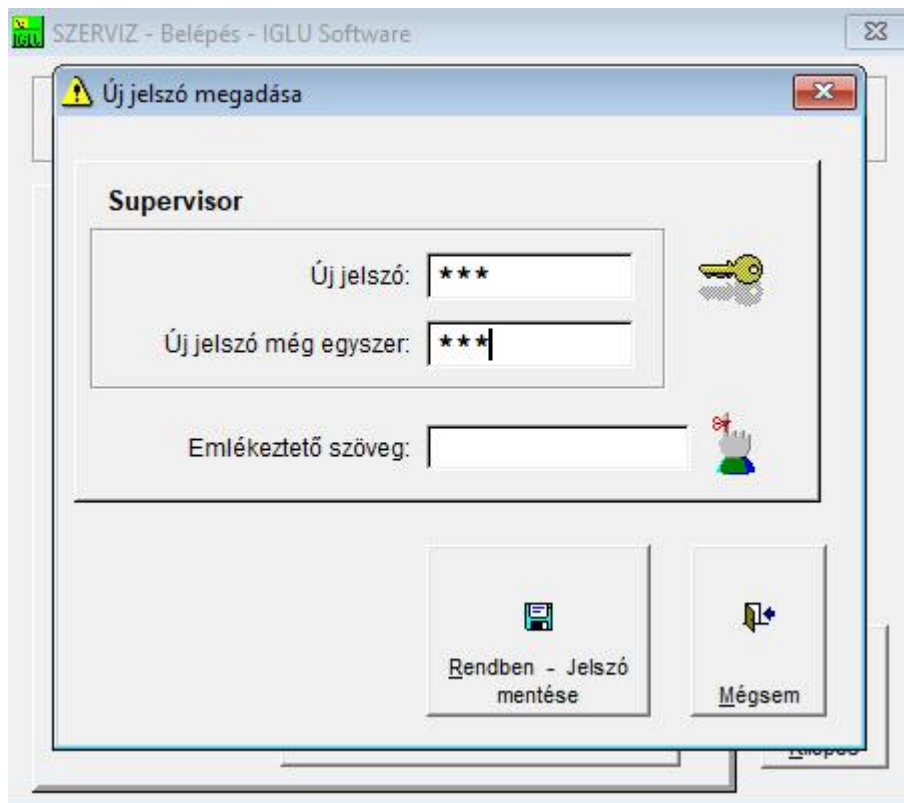 SZERVIZ - Belépés - IGLU Software
Új jelszó megadása
Supervisor
Új jelszó: ***
Új jelszó még egyszer: ***
Emlékeztető szöveg:
Rendben - Jelszó
mentése
Mégsem